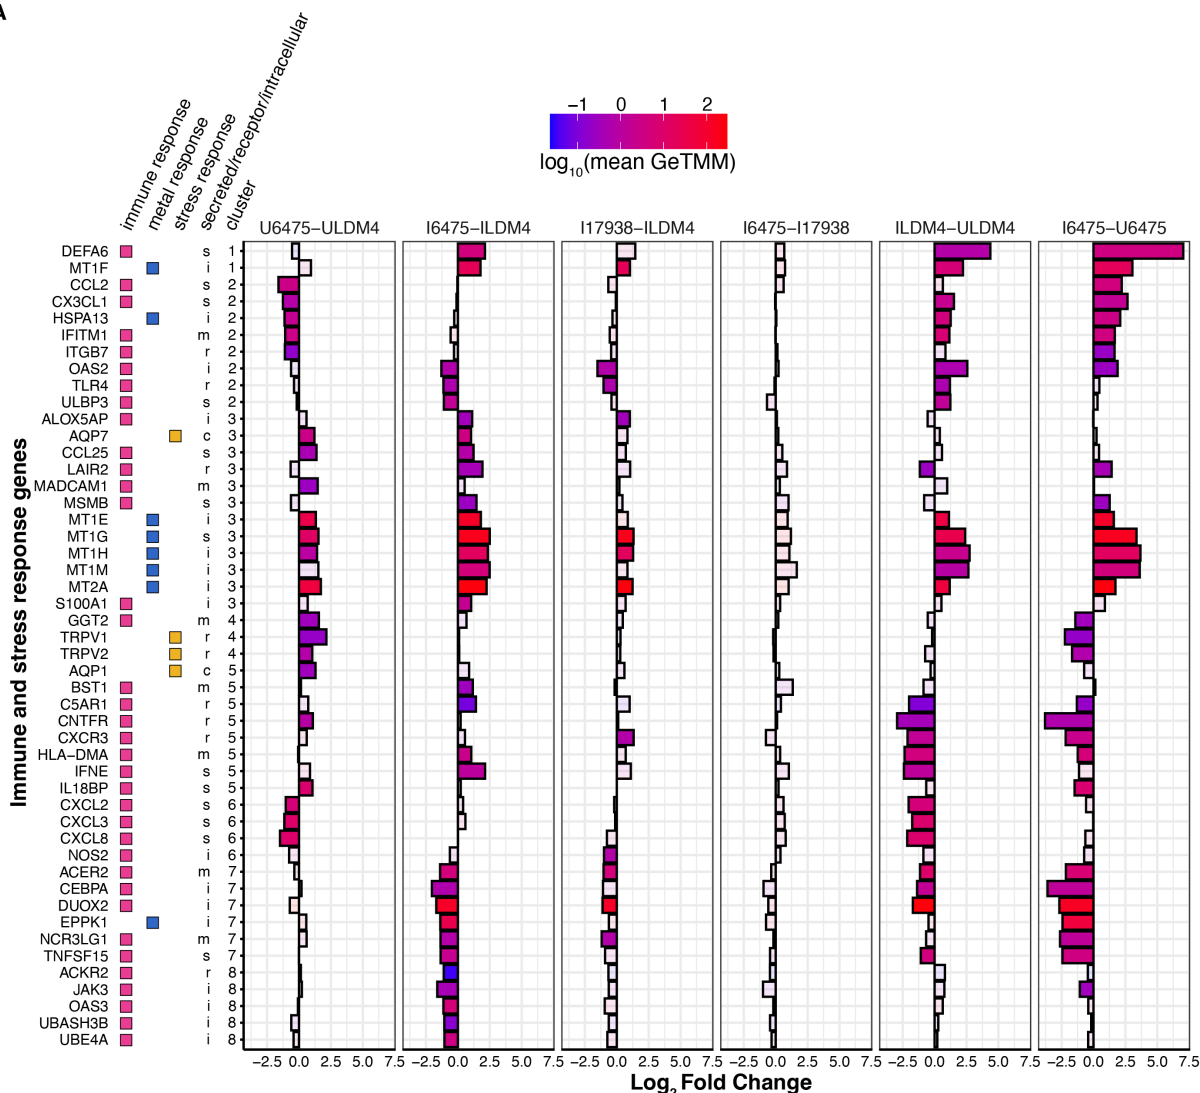 A
immune response
metal response
stress response
secreted/receptor/intracellular
cluster
−1 0 1 2
log10(mean GeTMM)
U6475−ULDM4 I6475−ILDM4 I17938−ILDM4 I6475−I17938 ILDM4−ULDM4 I6475−U6475
Immune and stress response genes
DEFA6 s 1
MT1F i 1
CCL2 s 2
CX3CL1 s 2
HSPA13 i 2
IFITM1 m 2
ITGB7 r 2
OAS2 i 2
TLR4 r 2
ULBP3 s 2
ALOX5AP i 3
AQP7 c 3
CCL25 s 3
LAIR2 r 3
MADCAM1 m 3
MSMB s 3
MT1E i 3
MT1G s 3
MT1H i 3
MT1M i 3
MT2A i 3
S100A1 i 3
GGT2 m 4
TRPV1 r 4
TRPV2 r 4
AQP1 c 5
BST1 m 5
C5AR1 r 5
CNTFR r 5
CXCR3 r 5
HLA−DMA m 5
IFNE s 5
IL18BP s 5
CXCL2 s 6
CXCL3 s 6
CXCL8 s 6
NOS2 i 6
ACER2 m 7
CEBPA i 7
DUOX2 i 7
EPPK1 i 7
NCR3LG1 m 7
TNFSF15 s 7
ACKR2 r 8
JAK3 i 8
OAS3 i 8
UBASH3B i 8
UBE4A i 8
−2.5 0.0 2.5 5.0 7.5 −2.5 0.0 2.5 5.0 7.5 −2.5 0.0 2.5 5.0 7.5 −2.5 0.0 2.5 5.0 7.5 −2.5 0.0 2.5 5.0 7.5 −2.5 0.0 2.5 5.0 7.5
Log2 Fold Change